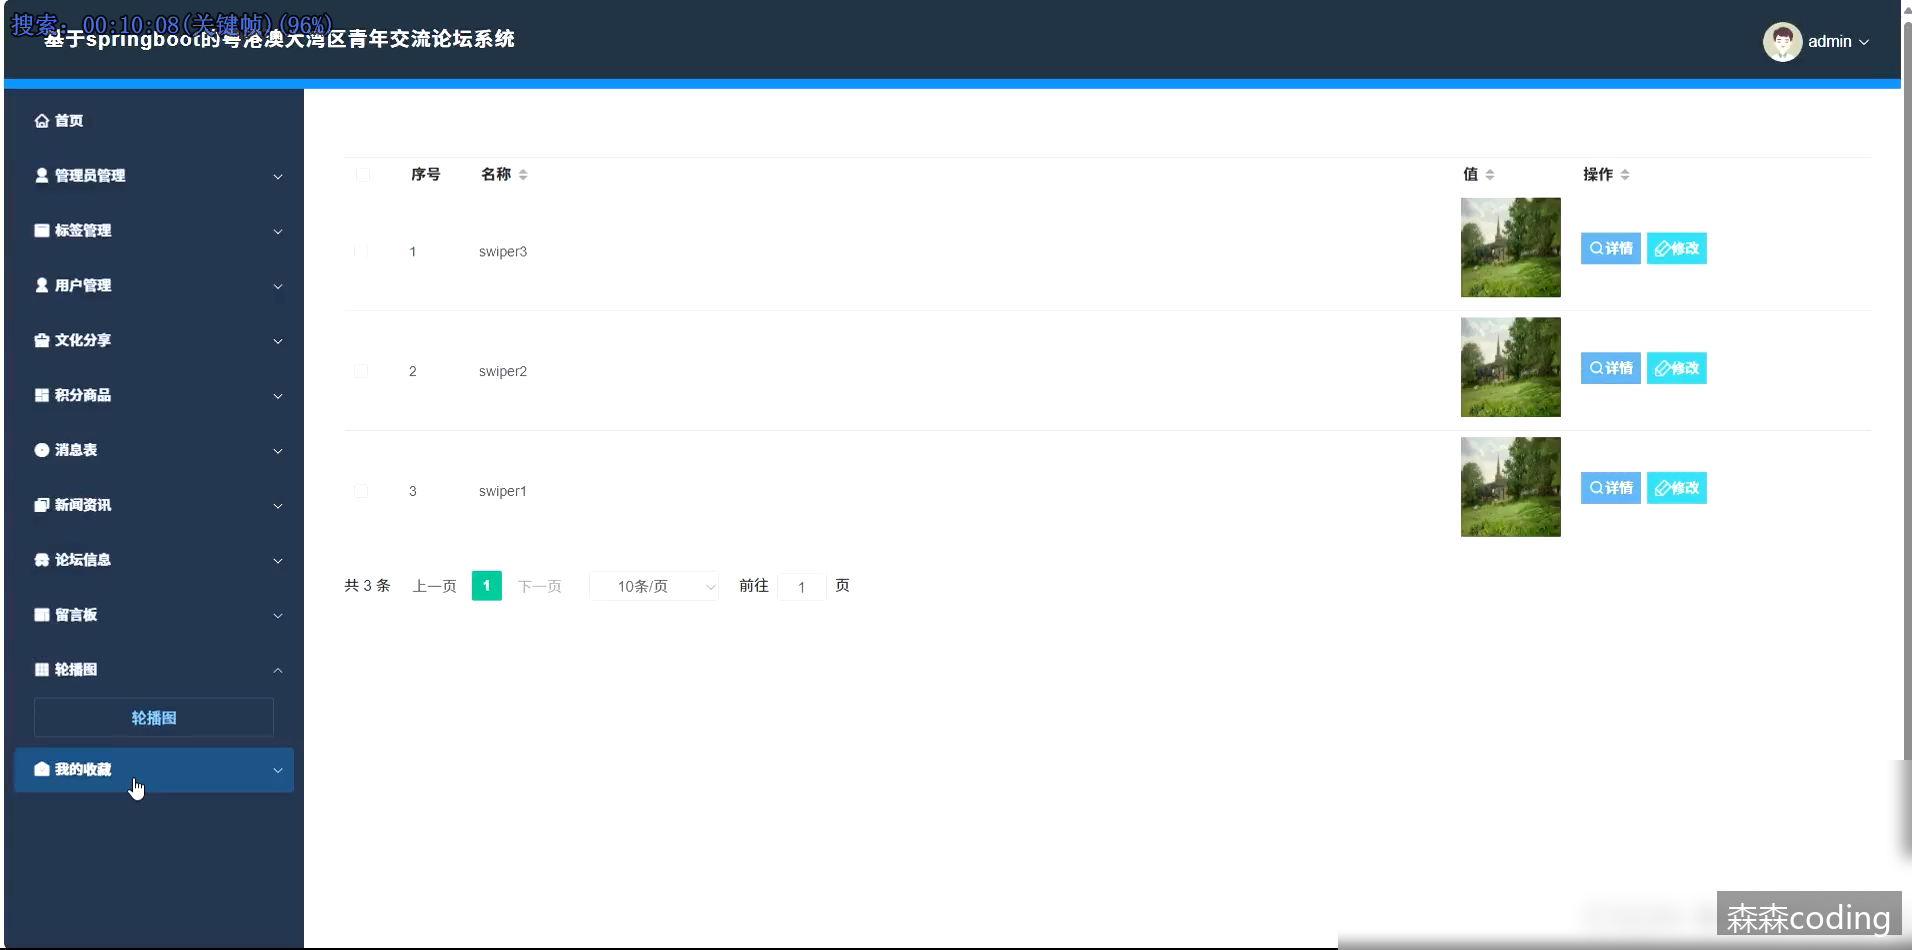 搜索: 00:10:08(关键帧)(96%)
基于springboot的粤港澳大湾区青年交流论坛系统
admin
首页
管理员管理
标签管理
用户管理
文化分享
积分商品
消息表
新闻资讯
论坛信息
留言板
轮播图
轮播图
我的收藏
序号 名称 值 操作
1 swiper3 详情 修改
2 swiper2 详情 修改
3 swiper1 详情 修改
共 3 条 上一页 1 下一页 10条/页 前往 1 页
森森coding